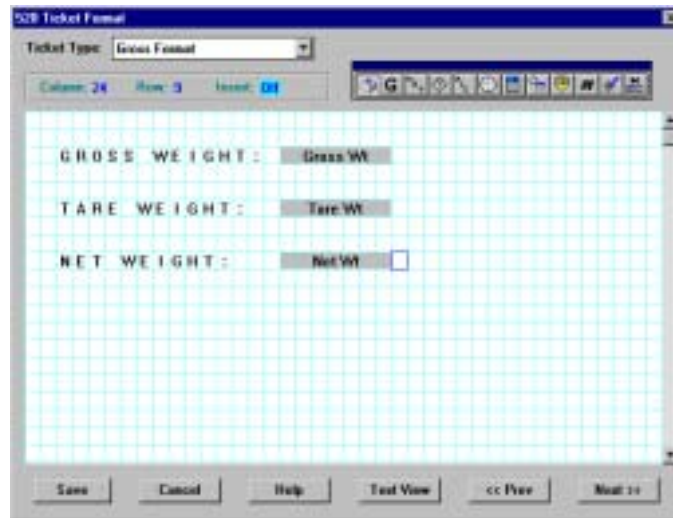 520 Ticket Format
Ticket Type: Gross Format
Column: 24 Row: 9 Insert: Off
G
GROSS WEIGHT: Gross Wt
TARE WEIGHT: Tare Wt
NET WEIGHT: Net Wt
Save Cancel Help Text View << Prev Next >>